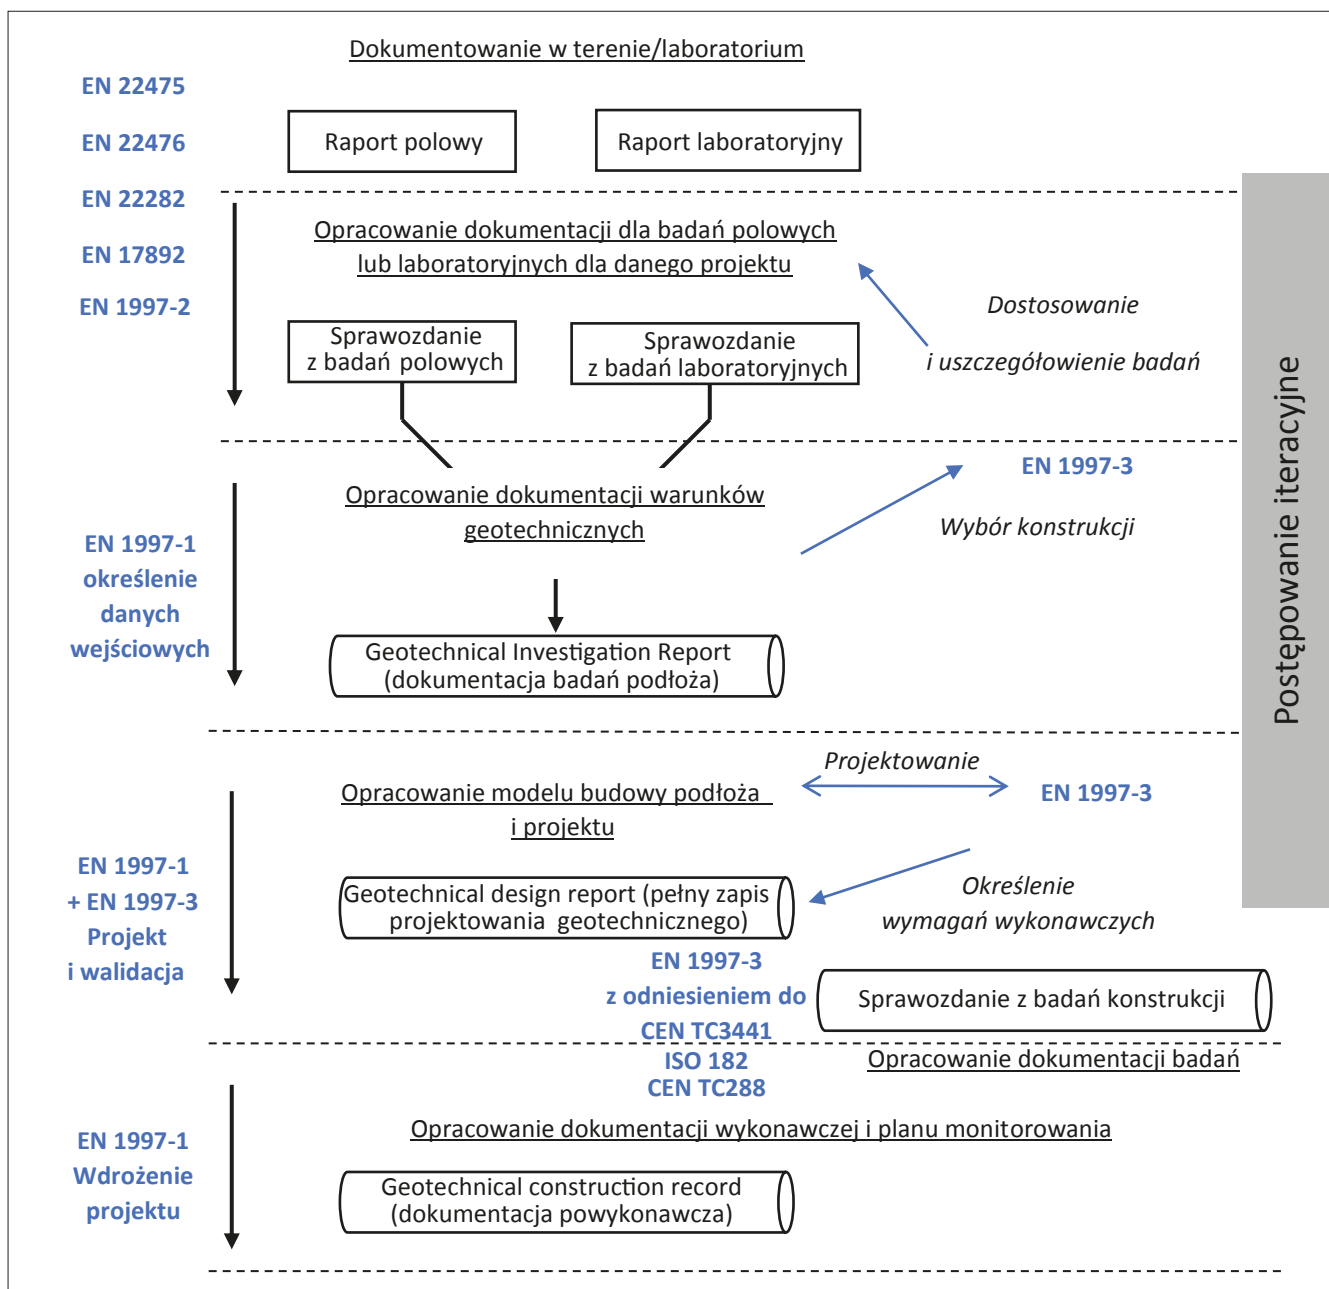 Dokumentowanie w terenie/laboratorium
EN 22475
EN 22476
Raport polowy
Raport laboratoryjny
EN 22282
EN 17892
EN 1997-2
Opracowanie dokumentacji dla badań polowych
lub laboratoryjnych dla danego projektu
Dostosowanie
i uszczegółowienie badań
Sprawozdanie
z badań polowych
Sprawozdanie
z badań laboratoryjnych
Postępowanie iteracyjne
EN 1997-3
Opracowanie dokumentacji warunków
geotechnicznych
Wybór konstrukcji
EN 1997-1
określenie
danych
wejściowych
Geotechnical Investigation Report
(dokumentacja badań podłoża)
Projektowanie
EN 1997-3
Opracowanie modelu budowy podłoża
i projektu
EN 1997-1
+ EN 1997-3
Projekt
i walidacja
Geotechnical design report (pełny zapis
projektowania geotechnicznego)
Określenie
wymagań wykonawczych
EN 1997-3
z odniesieniem do
CEN TC3441
Sprawozdanie z badań konstrukcji
ISO 182
CEN TC288
Opracowanie dokumentacji badań
Opracowanie dokumentacji wykonawczej i planu monitorowania
EN 1997-1
Wdrożenie
projektu
Geotechnical construction record
(dokumentacja powykonawcza)